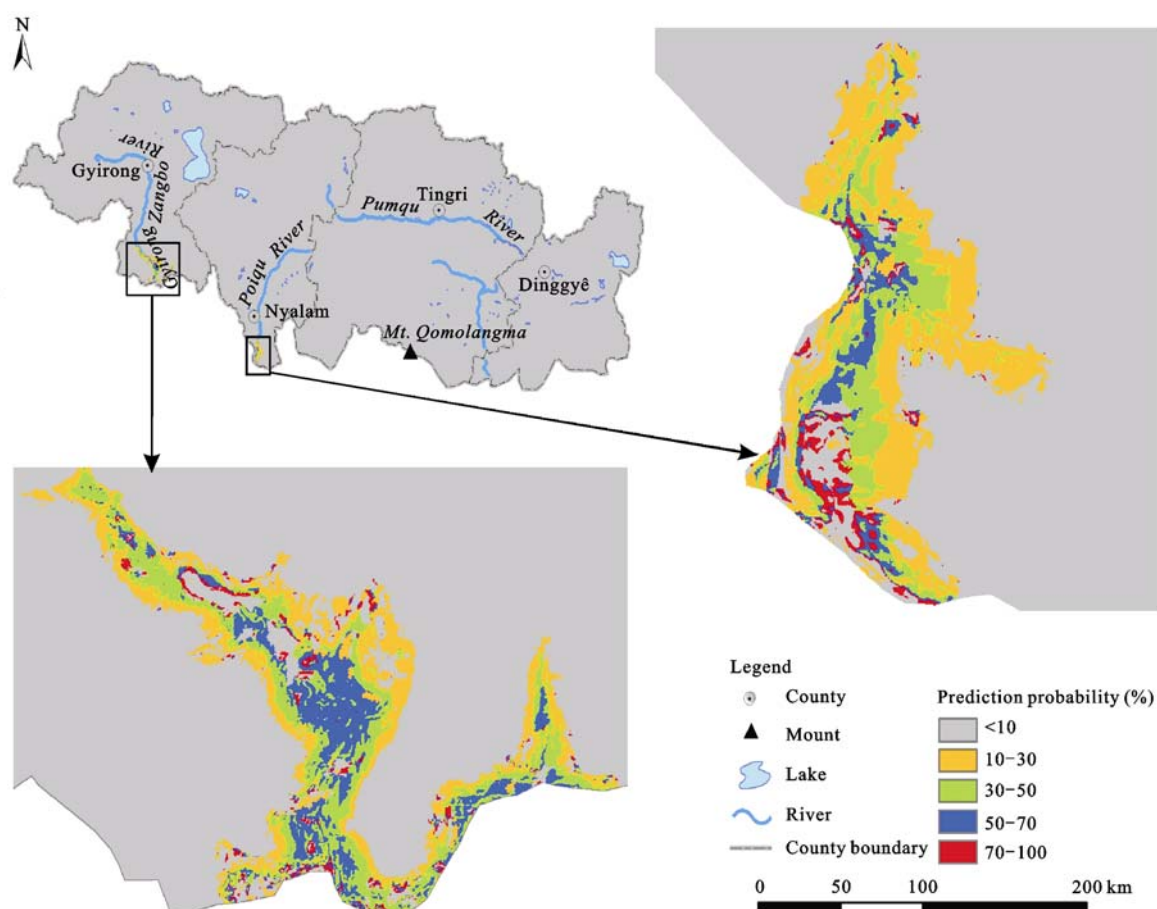 N
Gyirong
River
Gyirong Zangbo
Poiqu River
Nyalam
Tingri
Pumqu River
Dinggyê
Mt. Qomolangma
Legend
County
Mount
Lake
River
County boundary
Prediction probability (%)
<10
10-30
30-50
50-70
70-100
0 50 100 200 km